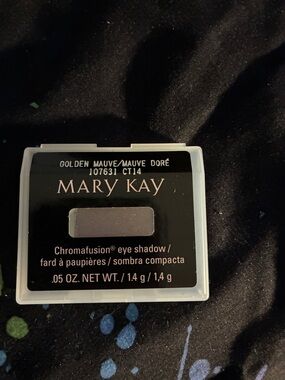 GOLDEN MAUVE/MAUVE DORÉ
107631 CT14
MARY KAY
Chromafusion® eye shadow /
fard à paupières / sombra compacta
.05 OZ. NET WT. / 1.4 g / 1,4 g